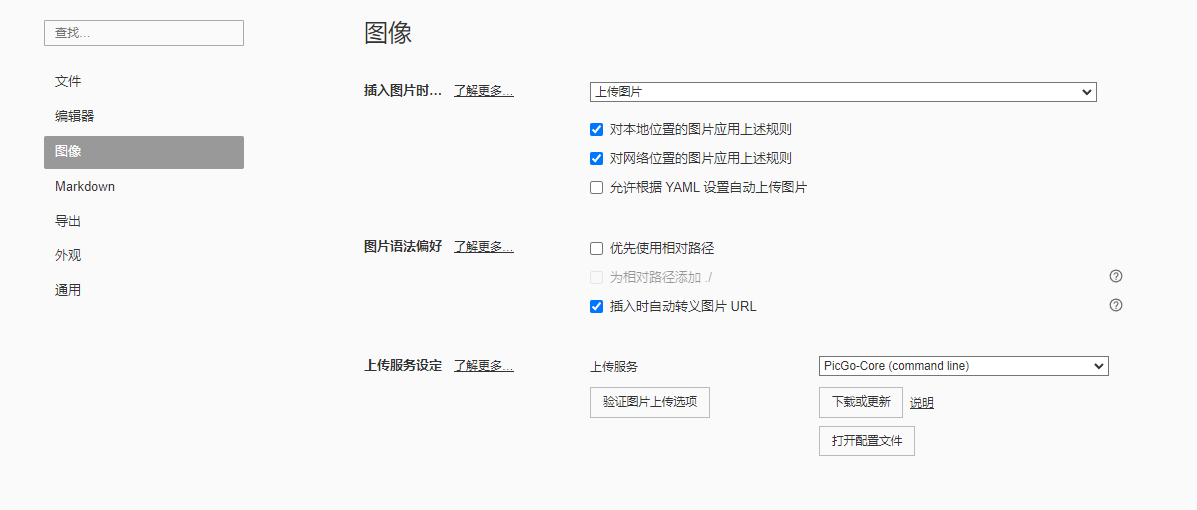 查找...
文件
编辑器
图像
Markdown
导出
外观
通用
图像
插入图片时... 了解更多... 上传图片
对本地位置的图片应用上述规则
对网络位置的图片应用上述规则
允许根据 YAML 设置自动上传图片
图片语法偏好 了解更多... 优先使用相对路径
为相对路径添加 ./
插入时自动转义图片 URL
上传服务设定 了解更多... 上传服务 PicGo-Core (command line)
验证图片上传选项 下载或更新 说明
打开配置文件